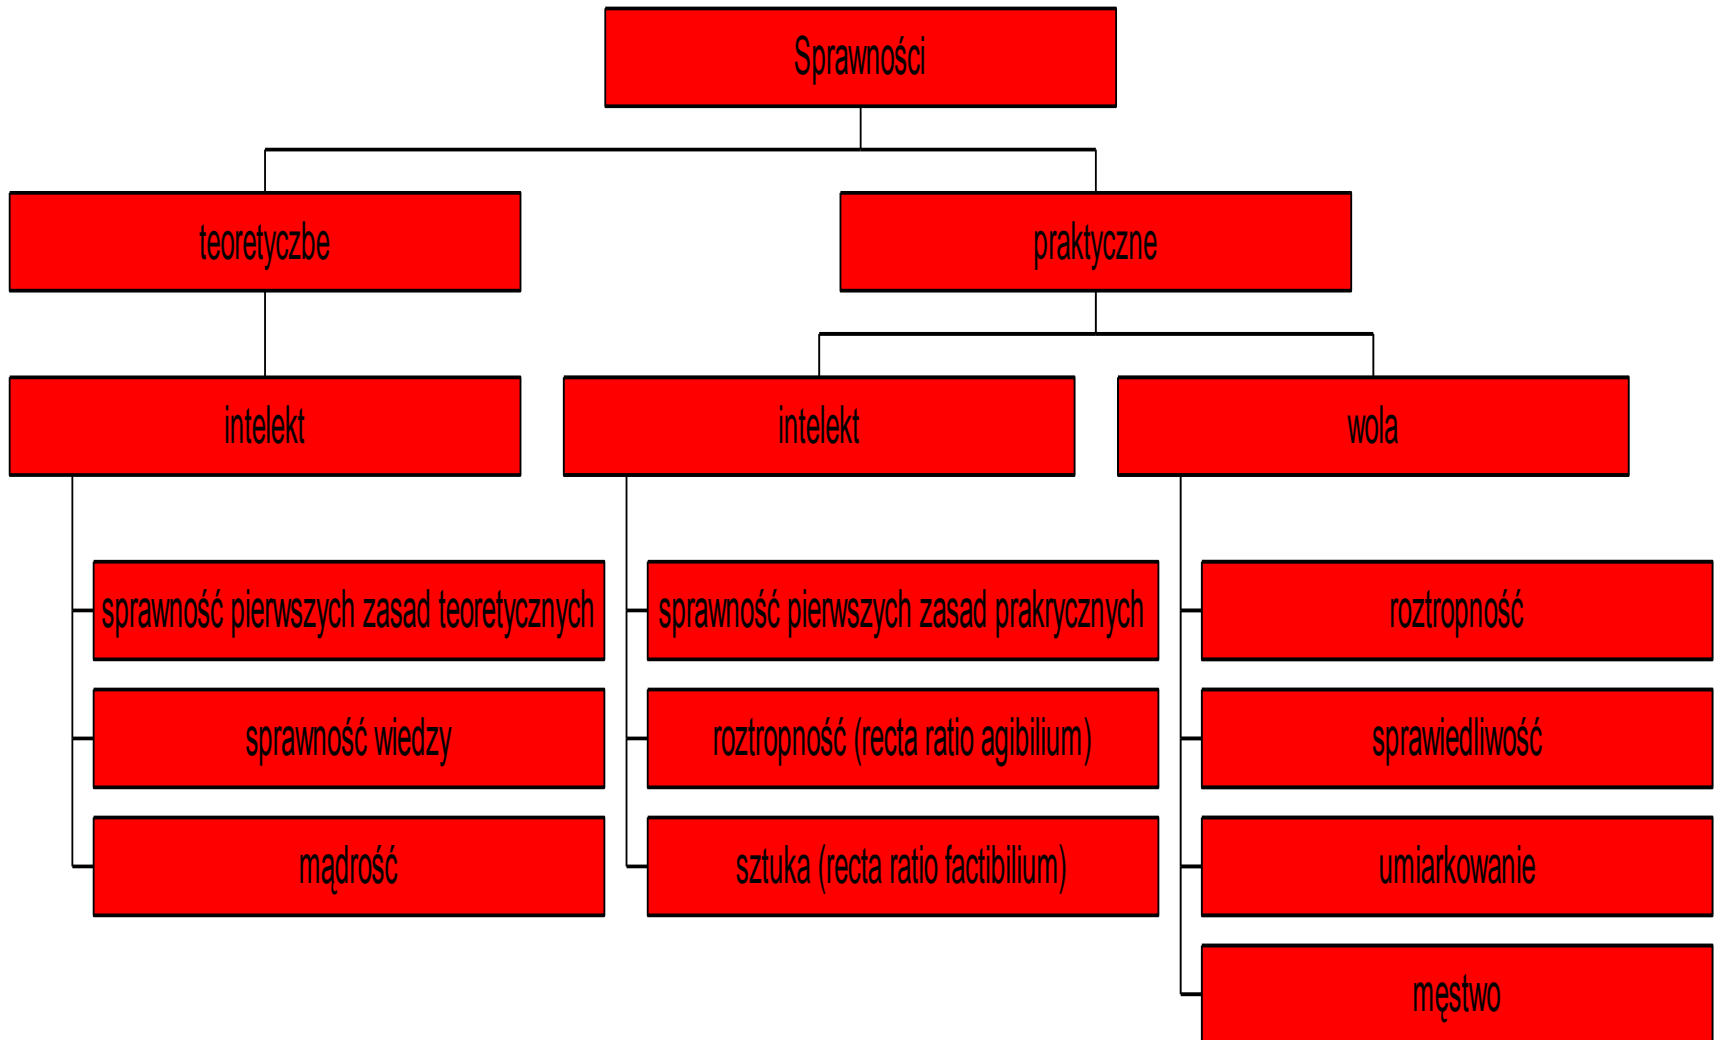 Sprawności
teoretyczbe
praktyczne
intelekt
intelekt
wola
sprawność pierwszych zasad teoretycznych
sprawność pierwszych zasad prakrycznych
roztropność
sprawność wiedzy
roztropność (recta ratio agibilium)
sprawiedliwość
mądrość
sztuka (recta ratio factibilium)
umiarkowanie
męstwo